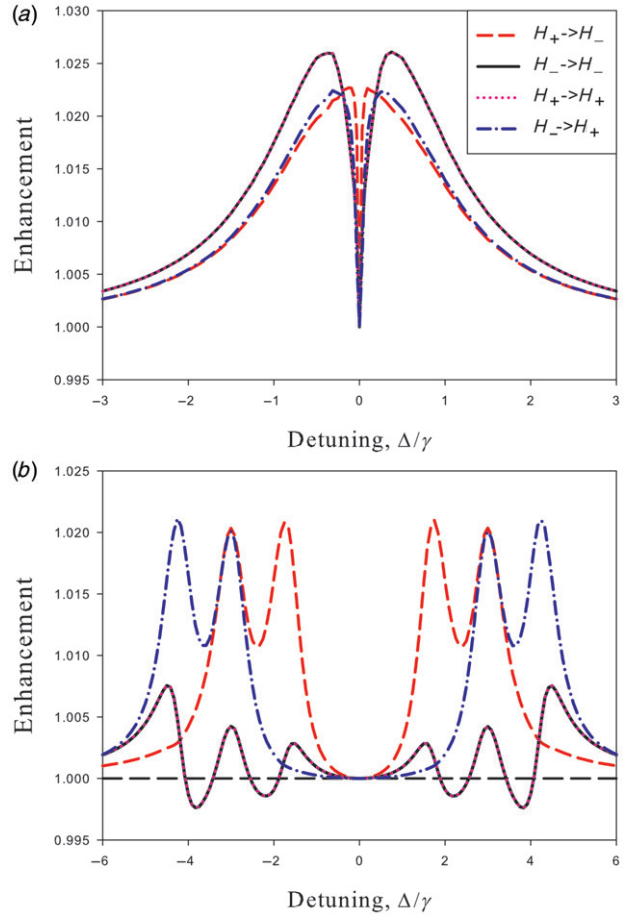 (a)
1.030
1.025
1.020
1.015
1.010
1.005
1.000
0.995
Enhancement
H₊->H₋
H₋->H₋
H₊->H₊
H₋->H₊
−3 −2 −1 0 1 2 3
Detuning, Δ/γ
(b)
1.025
1.020
1.015
1.010
1.005
1.000
0.995
Enhancement
−6 −4 −2 0 2 4 6
Detuning, Δ/γ